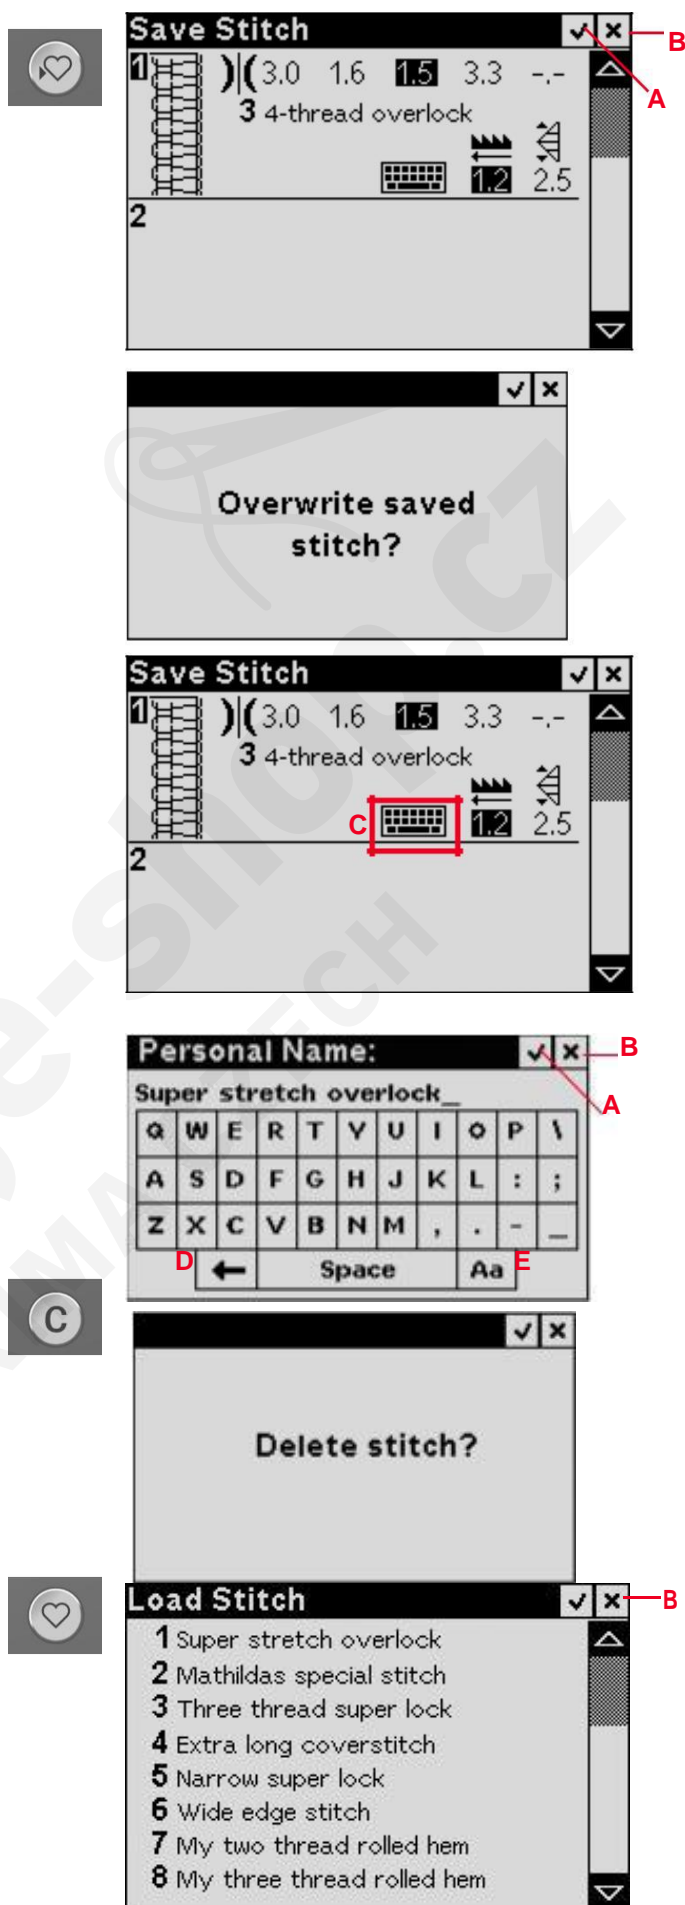 Save Stitch
B
1 3.0 1.6 1.5 3.3 -.-
A
3 4-thread overlock
1.2 2.5
2
Overwrite saved
stitch?
Save Stitch
1 3.0 1.6 1.5 3.3 -.-
3 4-thread overlock
C 1.2 2.5
2
Personal Name:
B
Super stretch overlock_
A
Q W E R T Y U I O P \
A S D F G H J K L : ;
Z X C V B N M , . - _
D Space Aa E
C
Delete stitch?
Load Stitch
B
1 Super stretch overlock
2 Mathildas special stitch
3 Three thread super lock
4 Extra long coverstitch
5 Narrow super lock
6 Wide edge stitch
7 My two thread rolled hem
8 My three thread rolled hem
e-shop.cz